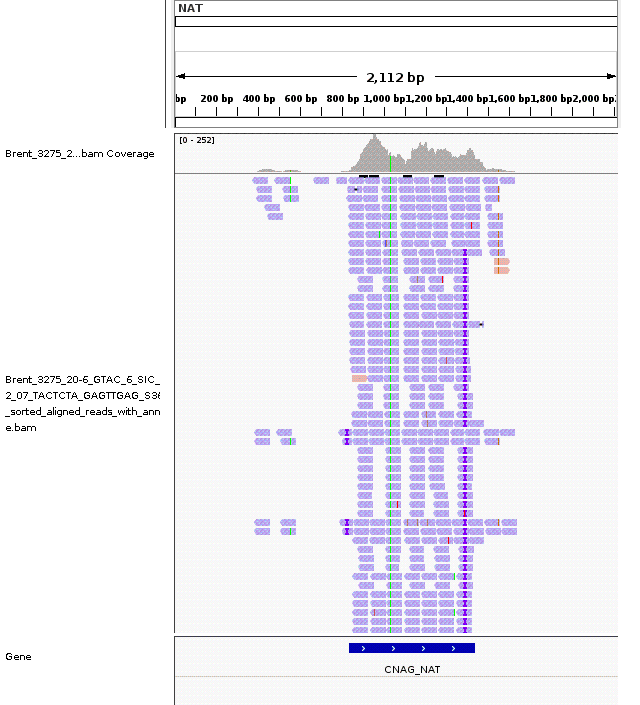 NAT
2,112 bp
bp 200 bp 400 bp 600 bp 800 bp 1,000 bp 1,200 bp 1,400 bp 1,600 bp 1,800 bp 2,000 bp
[0 - 252]
Brent_3275_2...bam Coverage
Brent_3275_20-6_GTAC_6_SIC_
2_07_TACTCTA_GAGTTGAG_S36
_sorted_aligned_reads_with_ann
e.bam
Gene
CNAG_NAT